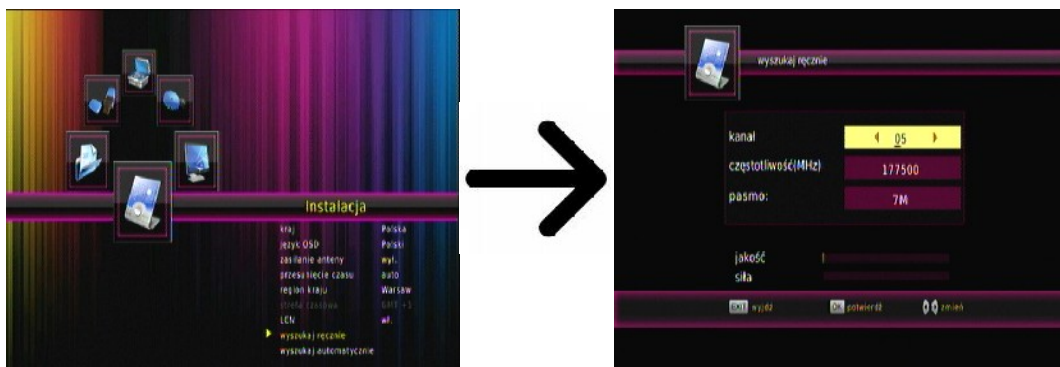 Instalacja
kraj Polska
język OSD Polski
zasilanie anteny wył.
przesunięcie czasu auto
region kraju Warsaw
strefa czasowa GMT +1
LCN wł.
wyszukaj ręcznie
wyszukaj automatycznie
wyszukaj ręcznie
kanał 05
częstotliwość(MHz) 177500
pasmo: 7M
jakość
siła
EXIT wyjdź OK potwierdź zmień